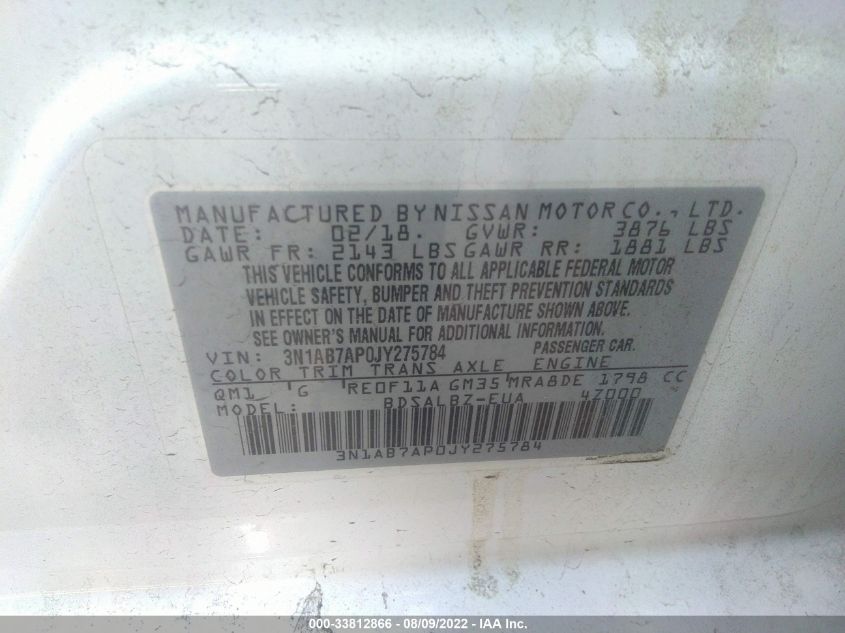 MANUFACTURED BY NISSAN MOTOR CO., LTD.
DATE: 02/18. GVWR: 3876 LBS
GAWR FR: 2143 LBS GAWR RR: 1881 LBS
THIS VEHICLE CONFORMS TO ALL APPLICABLE FEDERAL MOTOR
VEHICLE SAFETY, BUMPER AND THEFT PREVENTION STANDARDS
IN EFFECT ON THE DATE OF MANUFACTURE SHOWN ABOVE.
SEE OWNER'S MANUAL FOR ADDITIONAL INFORMATION.
VIN: 3N1AB7AP0JY275784 PASSENGER CAR.
COLOR TRIM TRANS AXLE ENGINE
QM1 G RE0F11A GM35 MRA8DE 1798 CC
MODEL: BDSALBZ-EUA 4Z000
3N1AB7AP0JY275784
000-33812866 - 08/09/2022 - IAA Inc.